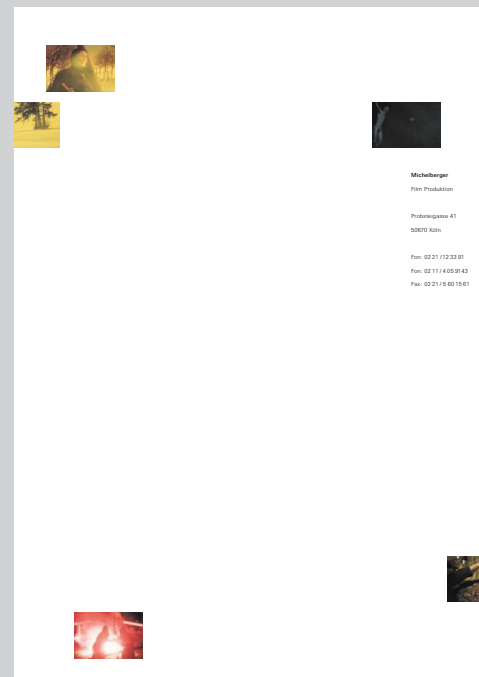 Michelberger
Film Produktion
Probsteigasse 41
50670 Köln
Fon: 02 21 / 12 33 91
Fon: 02 11 / 4 05 91 43
Fax: 02 21 / 5 60 15 61